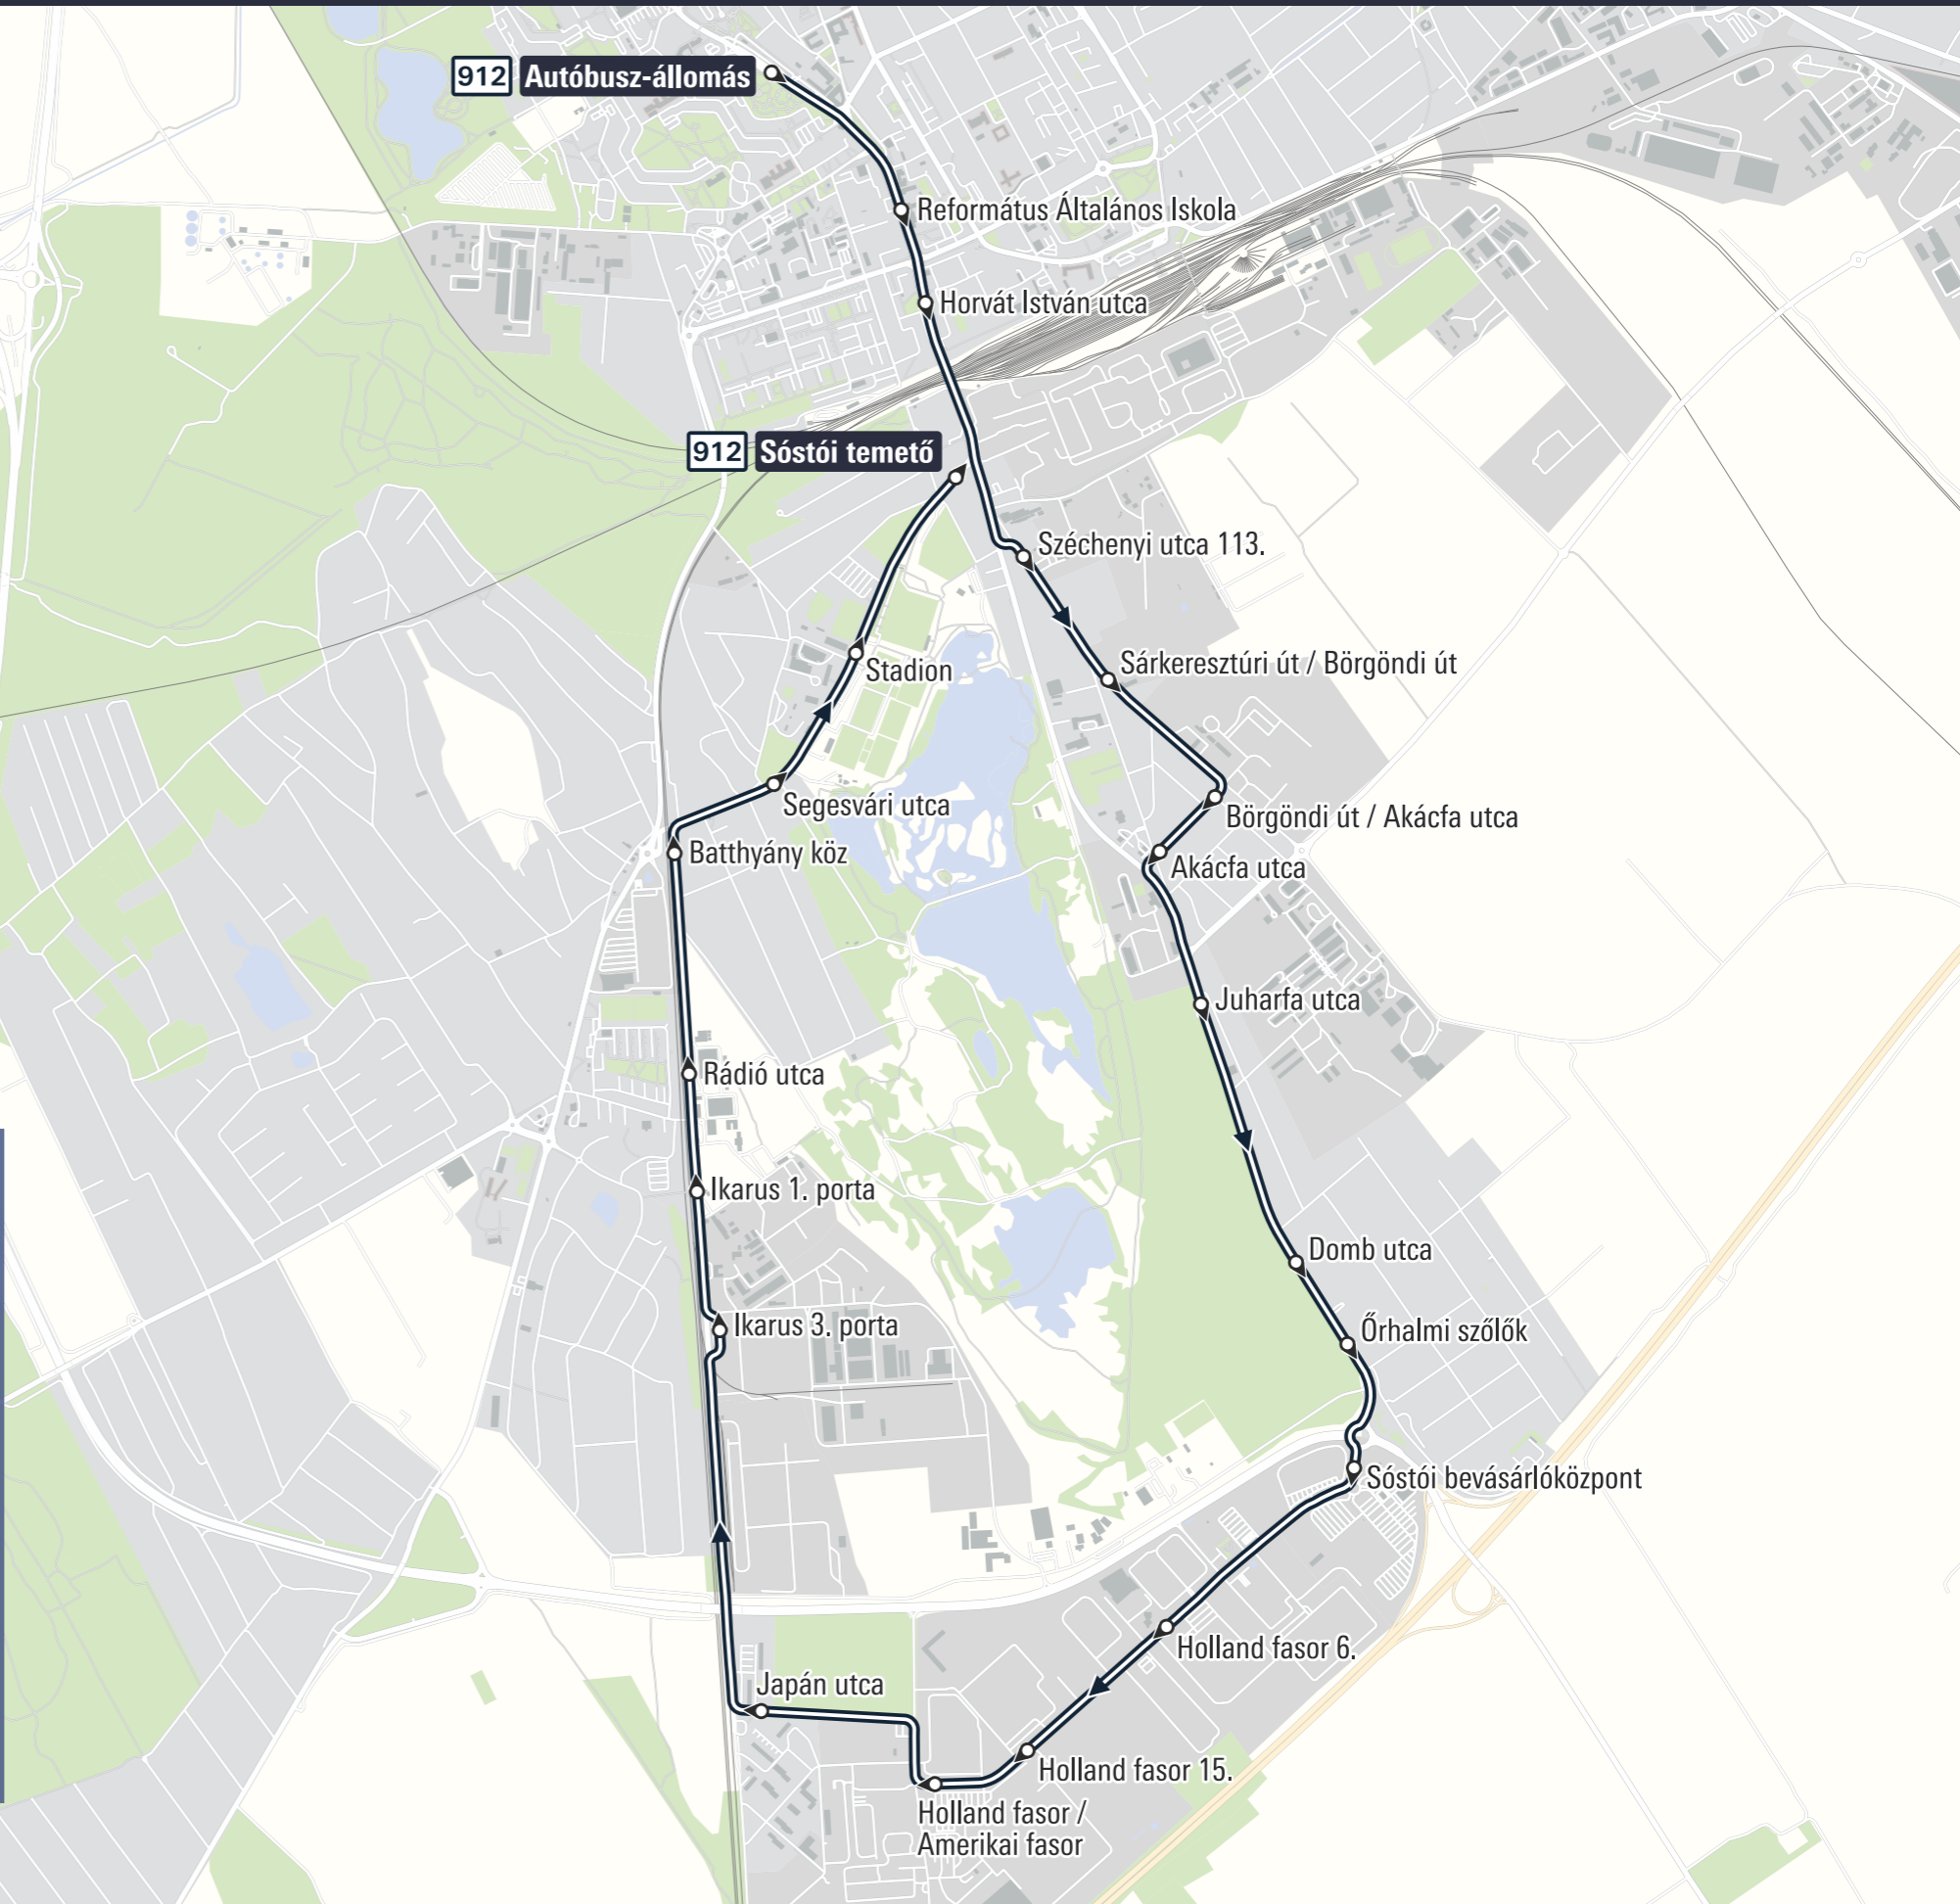 912 Autóbusz-állomás
Református Általános Iskola
Horvát István utca
912 Sóstói temető
Széchenyi utca 113.
Stadion
Sárkeresztúri út / Börgöndi út
Segesvári utca
Börgöndi út / Akácfa utca
Batthyány köz
Akácfa utca
Juharfa utca
Rádió utca
Ikarus 1. porta
Domb utca
Ikarus 3. porta
Őrhalmi szőlők
Sóstói bevásárlóközpont
Holland fasor 6.
Japán utca
Holland fasor 15.
Holland fasor /
Amerikai fasor